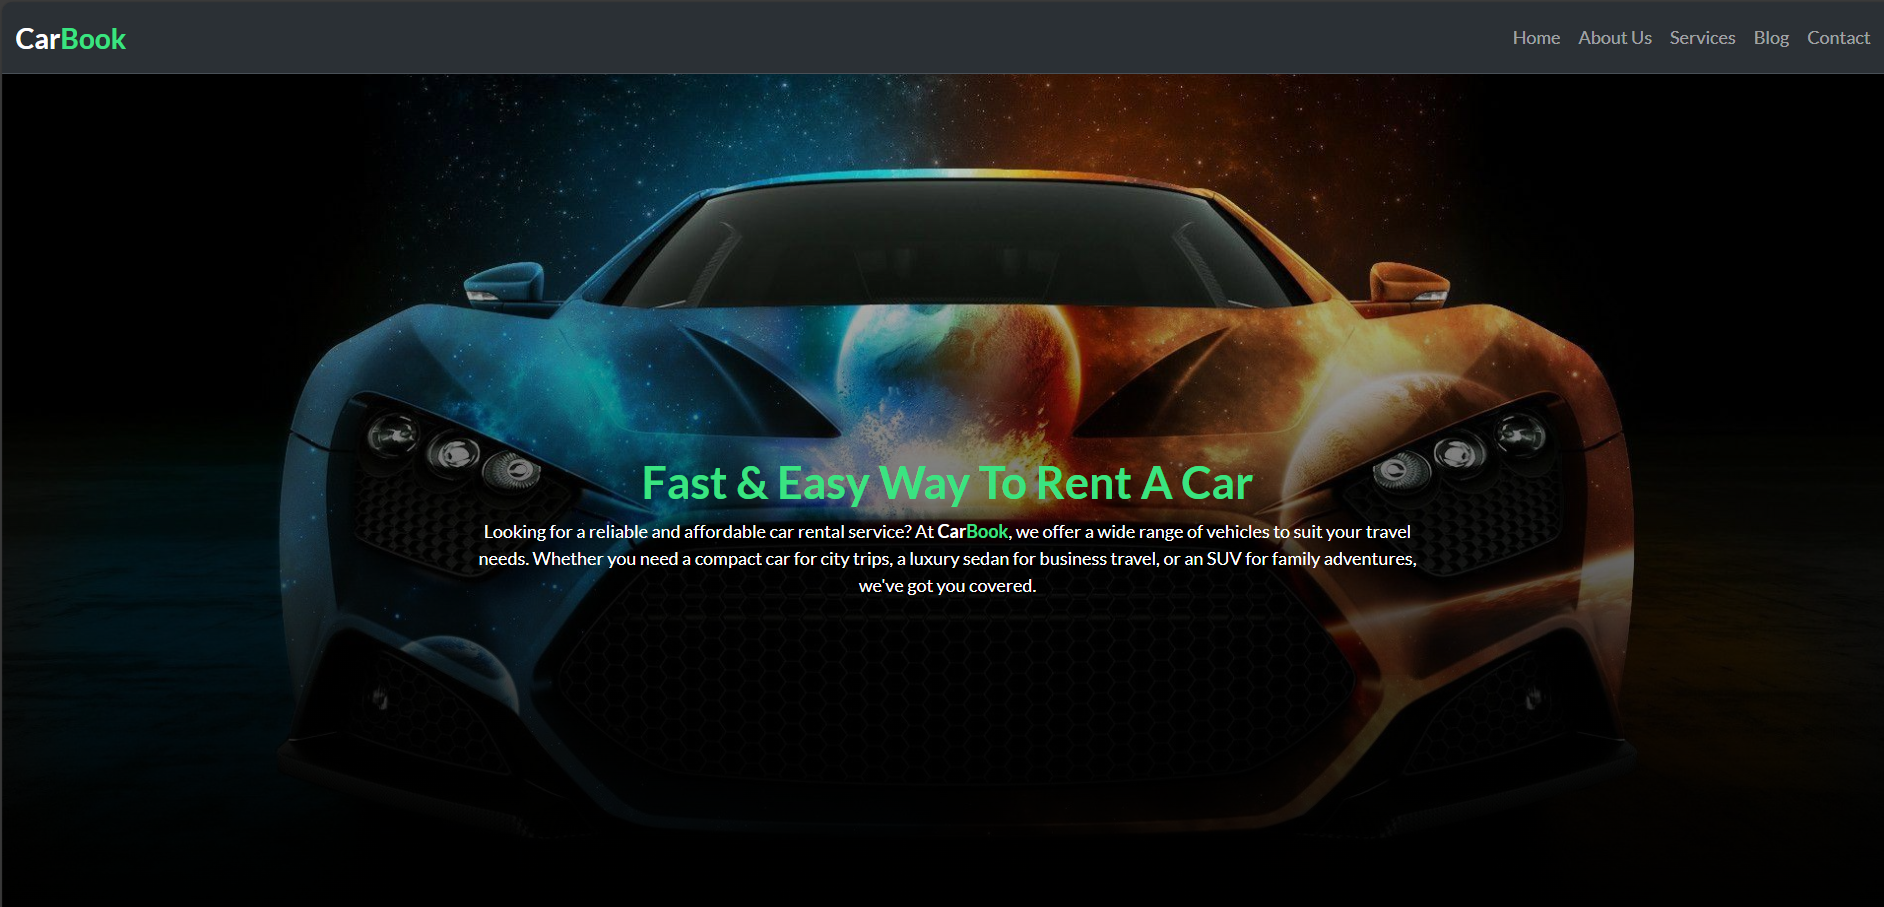 CarBook
Home About Us Services Blog Contact
Fast & Easy Way To Rent A Car
Looking for a reliable and affordable car rental service? At CarBook, we offer a wide range of vehicles to suit your travel
needs. Whether you need a compact car for city trips, a luxury sedan for business travel, or an SUV for family adventures,
we've got you covered.